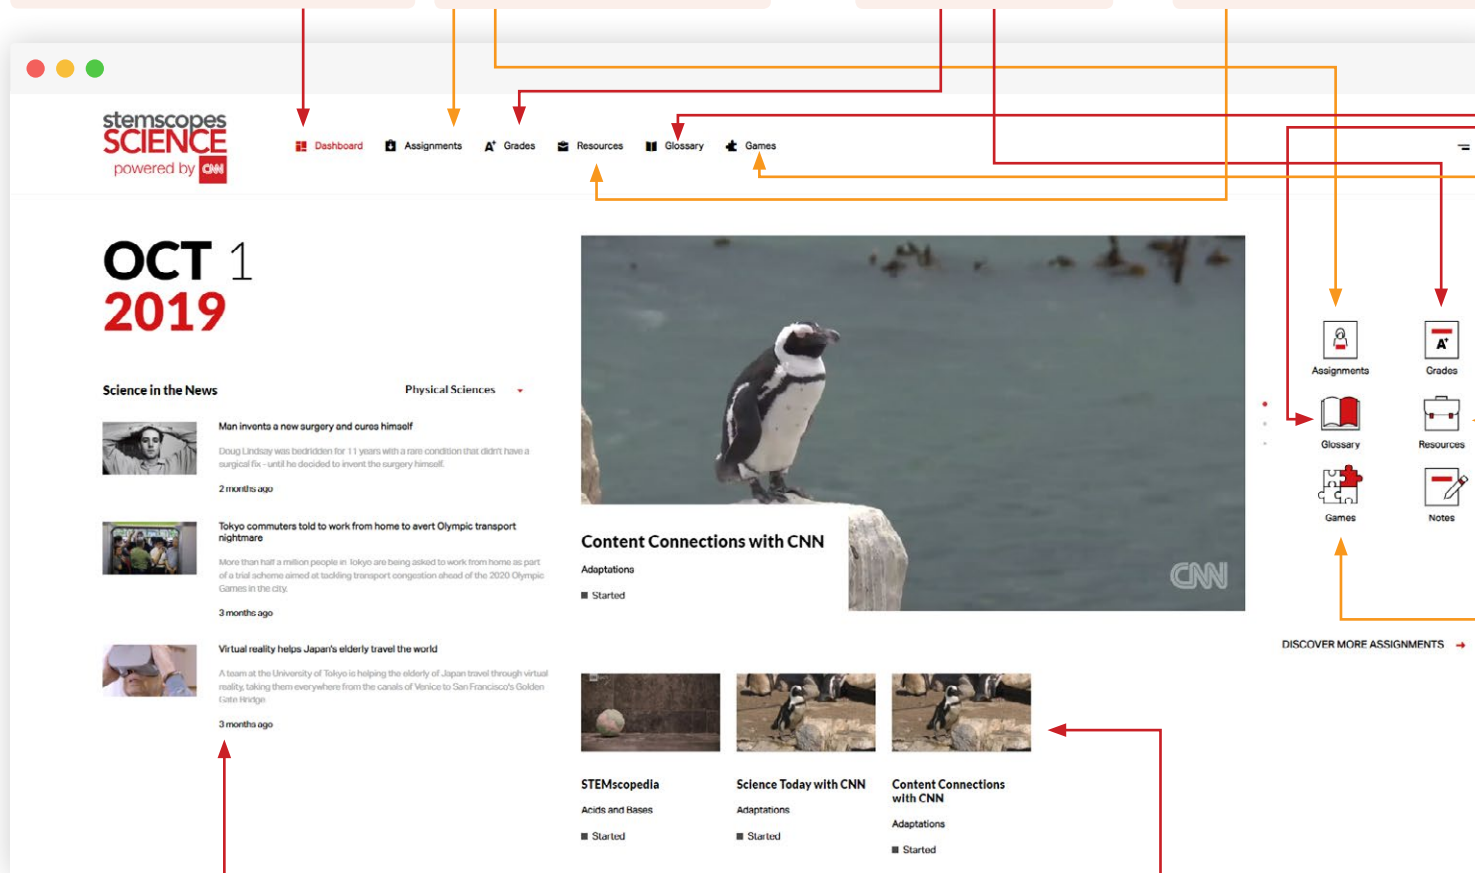 stemscopes
SCIENCE
powered by CNN
Dashboard
Assignments
A+ Grades
Resources
Glossary
Games
OCT 1
2019
Science in the News
Physical Sciences
Man invents a new surgery and cures himself
Doug Lindsay was bedridden for 11 years with a rare condition that didn't have a
surgical fix - until he decided to invent the surgery himself.
2 months ago
Tokyo commuters told to work from home to avert Olympic transport
nightmare
More than half a million people in Tokyo are being asked to work from home as part
of a trial scheme aimed at tackling transport congestion ahead of the 2020 Olympic
Games in the city.
3 months ago
Virtual reality helps Japan's elderly travel the world
A team at the University of Tokyo is helping the elderly of Japan travel through virtual
reality, taking them everywhere from the canals of Venice to San Francisco's Golden
Gate Bridge.
3 months ago
Content Connections with CNN
Adaptations
Started
CNN
STEMscopedia
Acids and Bases
Started
Science Today with CNN
Adaptations
Started
Content Connections
with CNN
Adaptations
Started
Assignments
A+
Grades
Glossary
Resources
Games
Notes
DISCOVER MORE ASSIGNMENTS